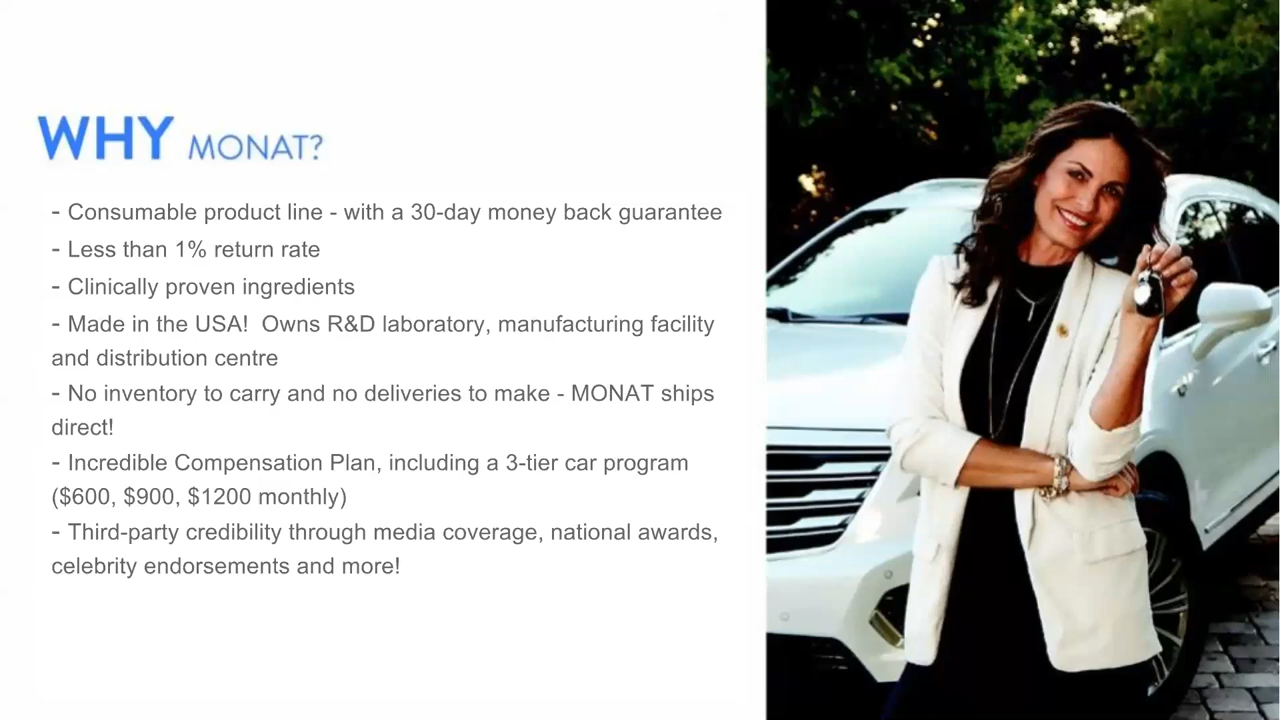 WHY MONAT?
- Consumable product line - with a 30-day money back guarantee
- Less than 1% return rate
- Clinically proven ingredients
- Made in the USA!  Owns R&D laboratory, manufacturing facility
and distribution centre
- No inventory to carry and no deliveries to make - MONAT ships
direct!
- Incredible Compensation Plan, including a 3-tier car program
($600, $900, $1200 monthly)
- Third-party credibility through media coverage, national awards,
celebrity endorsements and more!